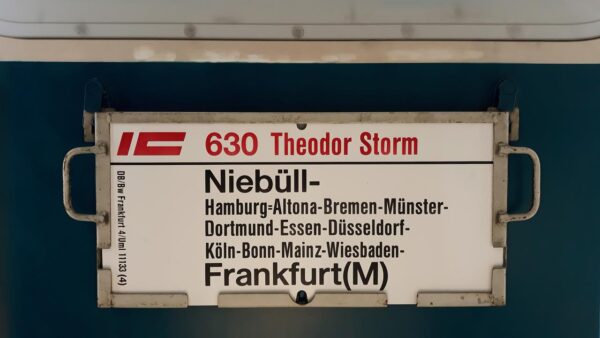 IC 630 Theodor Storm
Niebüll-
Hamburg=Altona-Bremen-Münster-
Dortmund-Essen-Düsseldorf-
Köln-Bonn-Mainz-Wiesbaden-
Frankfurt(M)
DB/Bw Frankfurt 4/Uml 11133 (4)